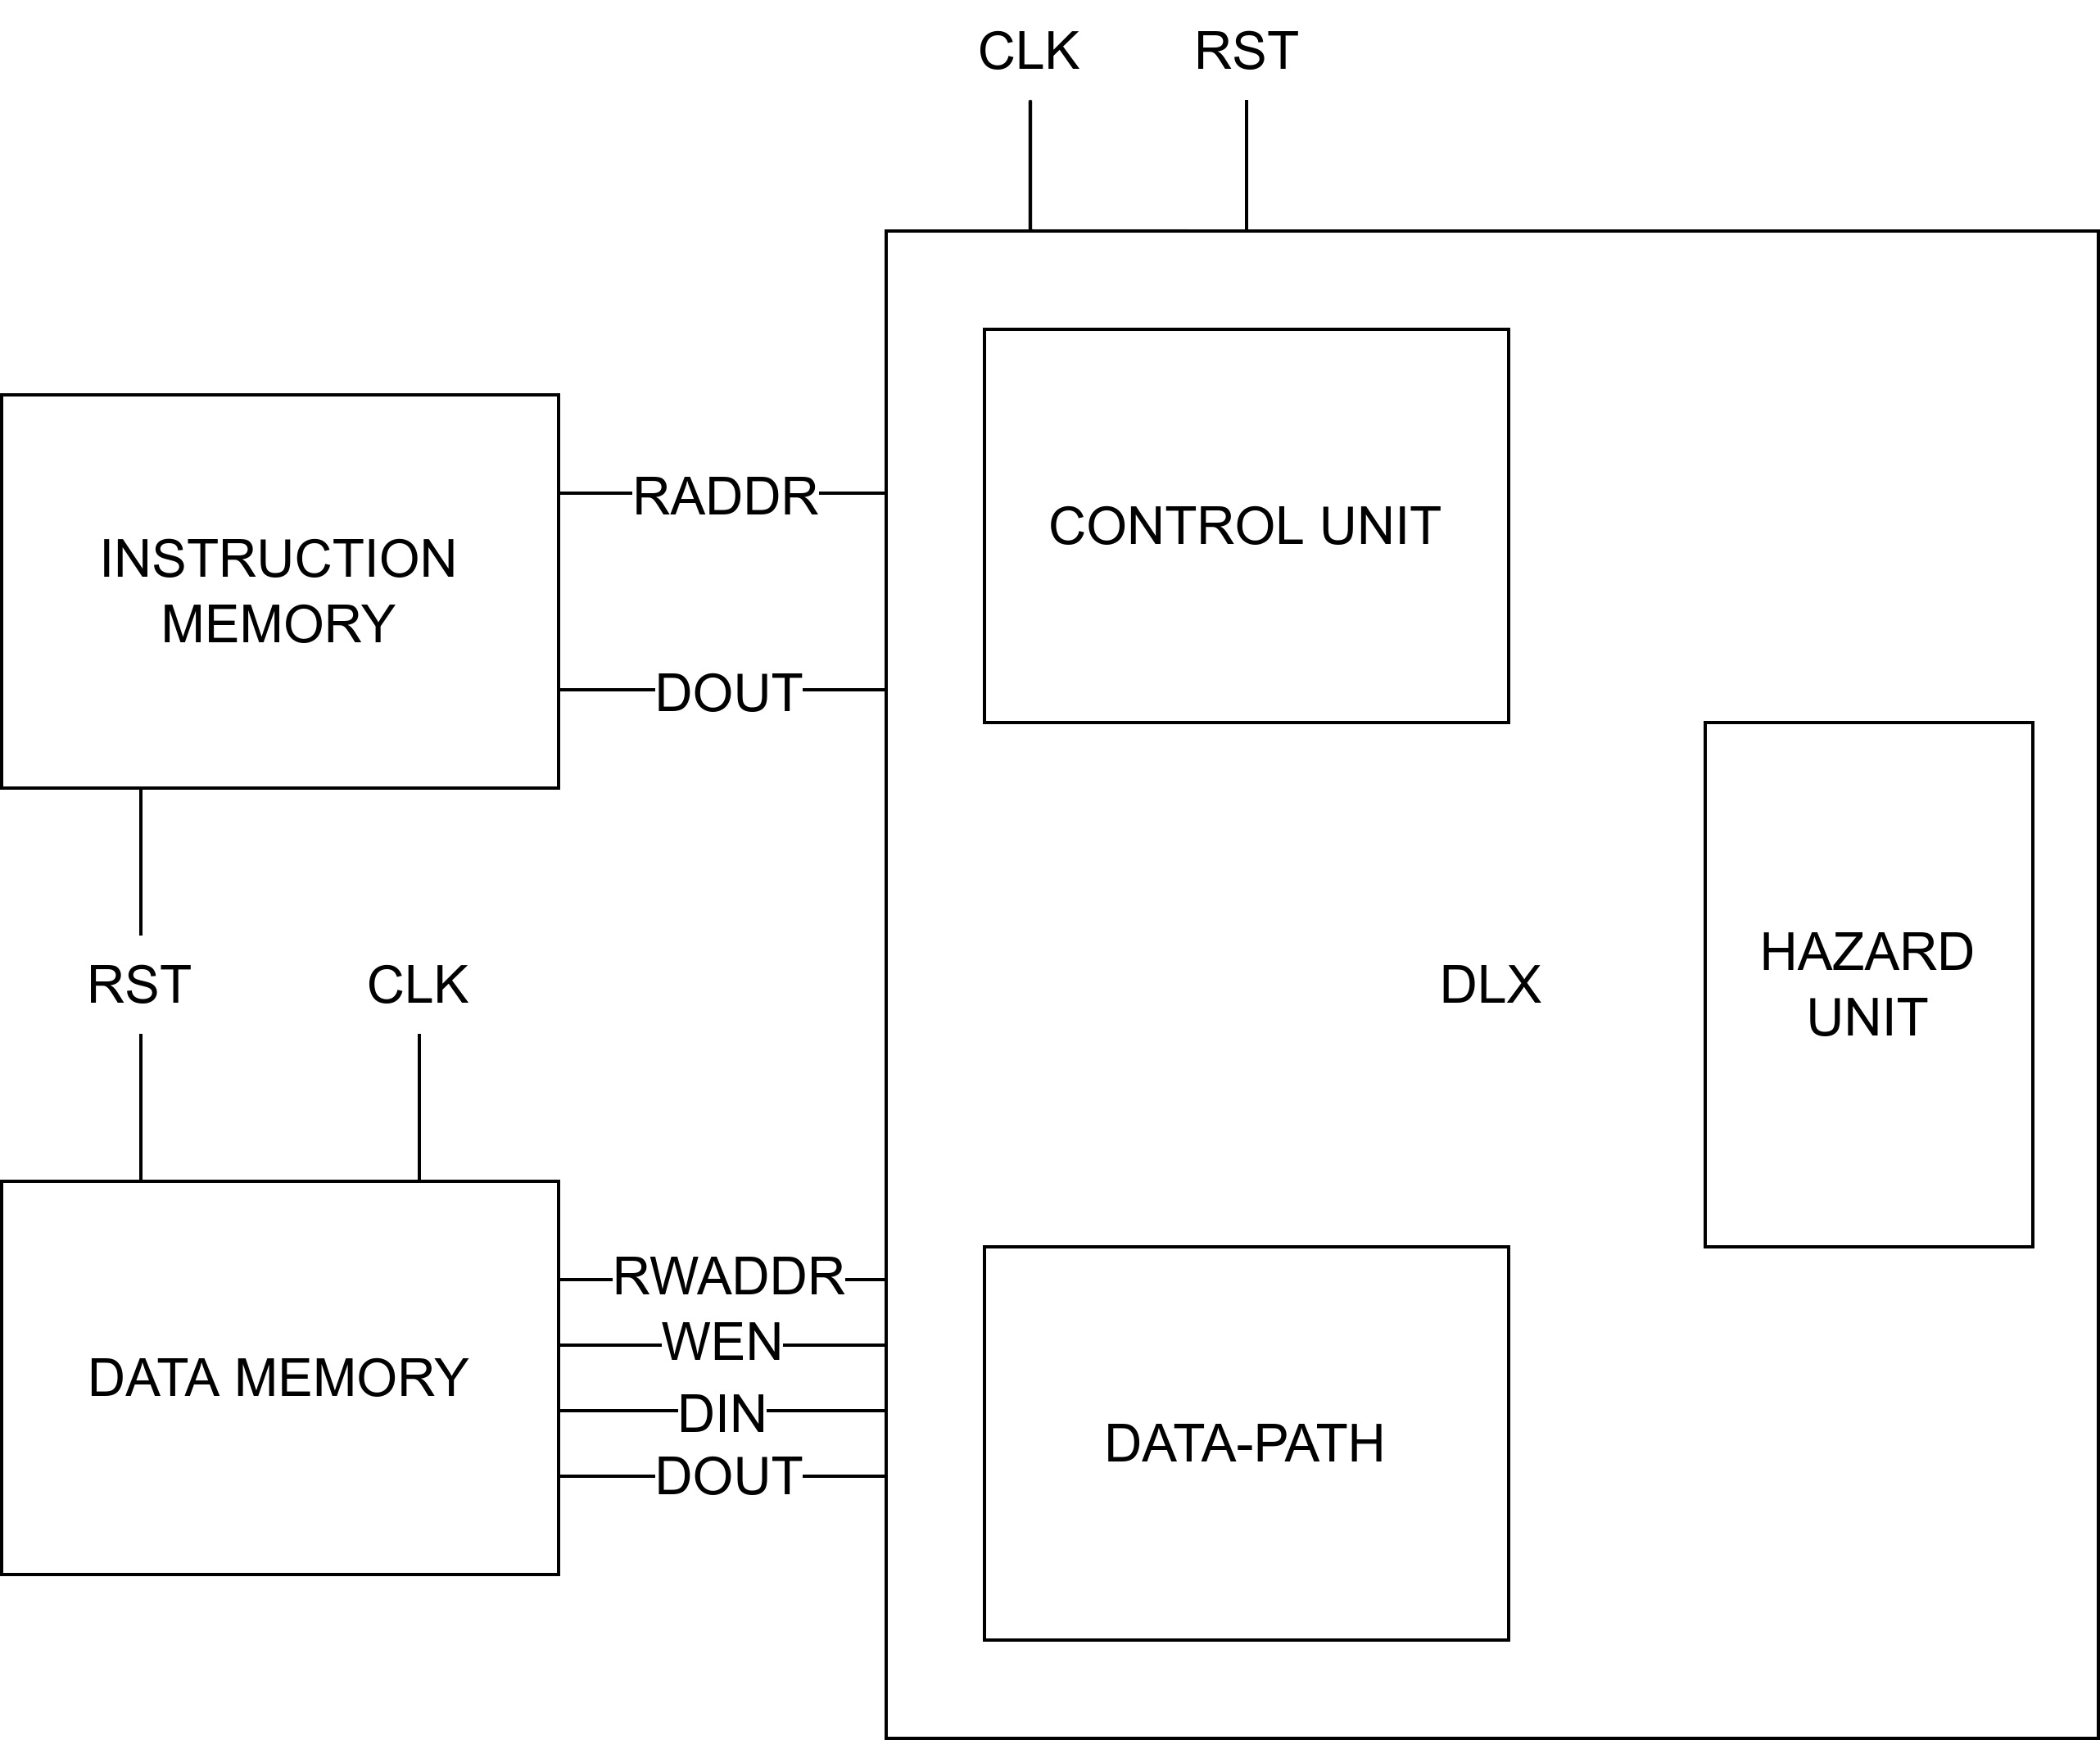 CLK
RST
INSTRUCTION
MEMORY
RADDR
DOUT
CONTROL UNIT
RST
CLK
DLX
HAZARD
UNIT
DATA MEMORY
RWADDR
WEN
DIN
DOUT
DATA-PATH